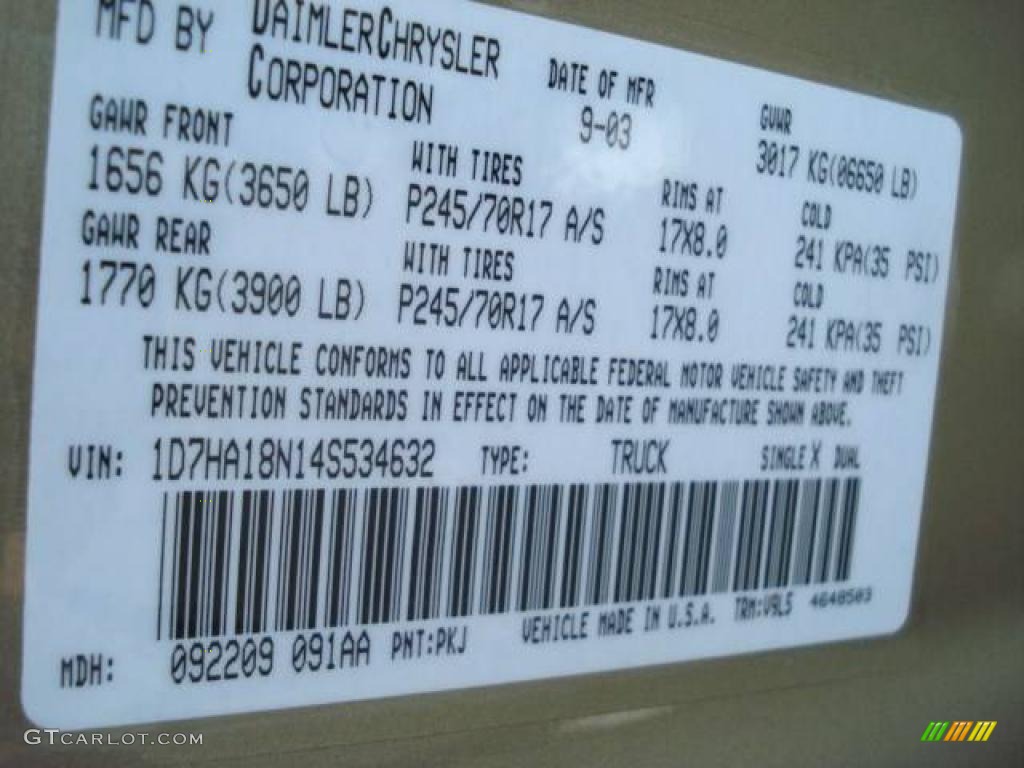 MFD BY DAIMLERCHRYSLER CORPORATION
DATE OF MFR 9-03
GVWR 3017 KG(06650 LB)
GAWR FRONT WITH TIRES RIMS AT COLD
1656 KG(3650 LB) P245/70R17 A/S 17X8.0 241 KPA(35 PSI)
GAWR REAR WITH TIRES RIMS AT COLD
1770 KG(3900 LB) P245/70R17 A/S 17X8.0 241 KPA(35 PSI)
THIS VEHICLE CONFORMS TO ALL APPLICABLE FEDERAL MOTOR VEHICLE SAFETY AND THEFT
PREVENTION STANDARDS IN EFFECT ON THE DATE OF MANUFACTURE SHOWN ABOVE.
VIN: 1D7HA18N14S534632 TYPE: TRUCK SINGLE X DUAL
MDH: 092209 091AA PNT:PKJ VEHICLE MADE IN U.S.A. TRM:V9L5 4648503
GTCARLOT.COM